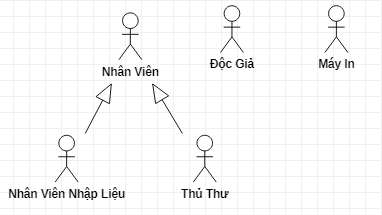 Nhân Viên
Độc Giả
Máy In
Nhân Viên Nhập Liệu
Thủ Thư